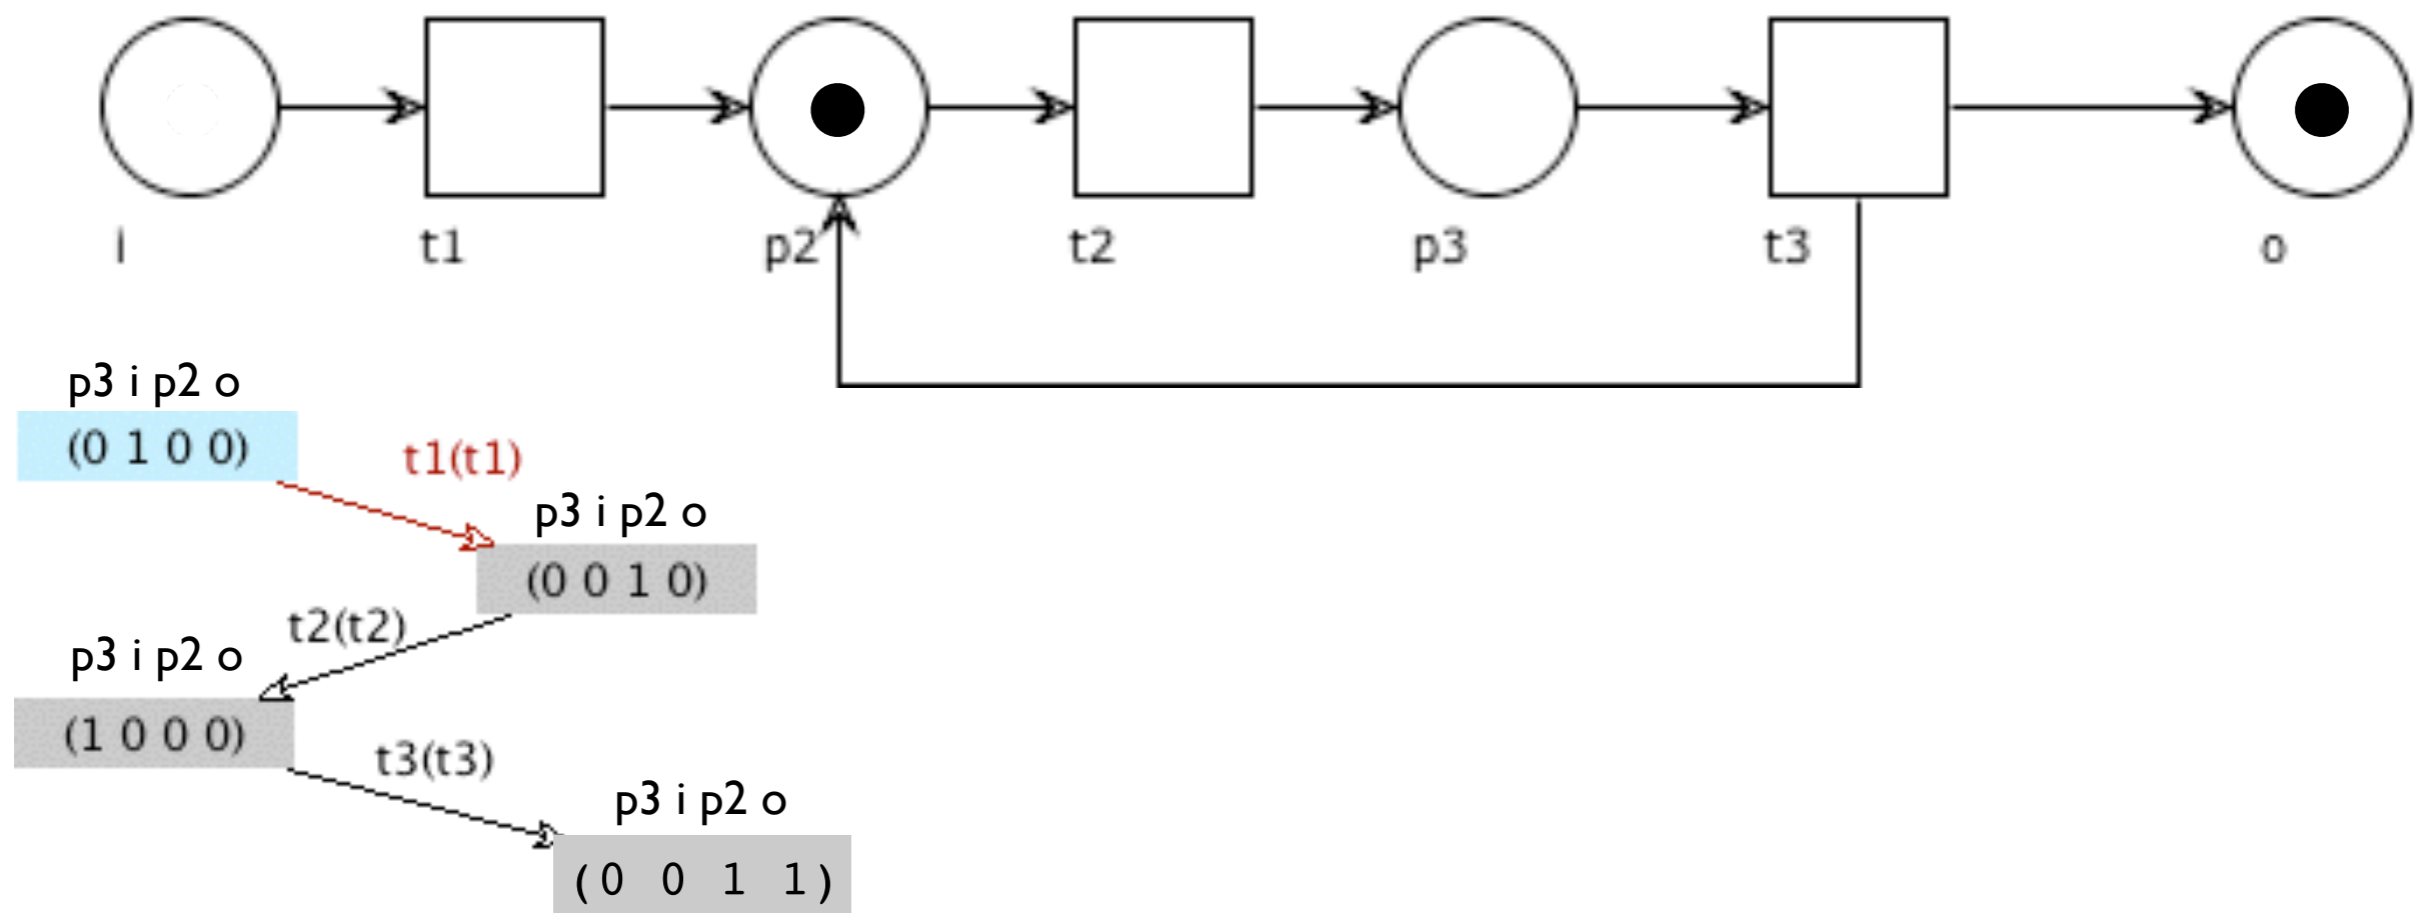 i t1 p2 t2 p3 t3 o
p3 i p2 o
(0 1 0 0)
t1(t1)
p3 i p2 o
(0 0 1 0)
t2(t2)
p3 i p2 o
(1 0 0 0)
t3(t3)
p3 i p2 o
(0 0 1 1)